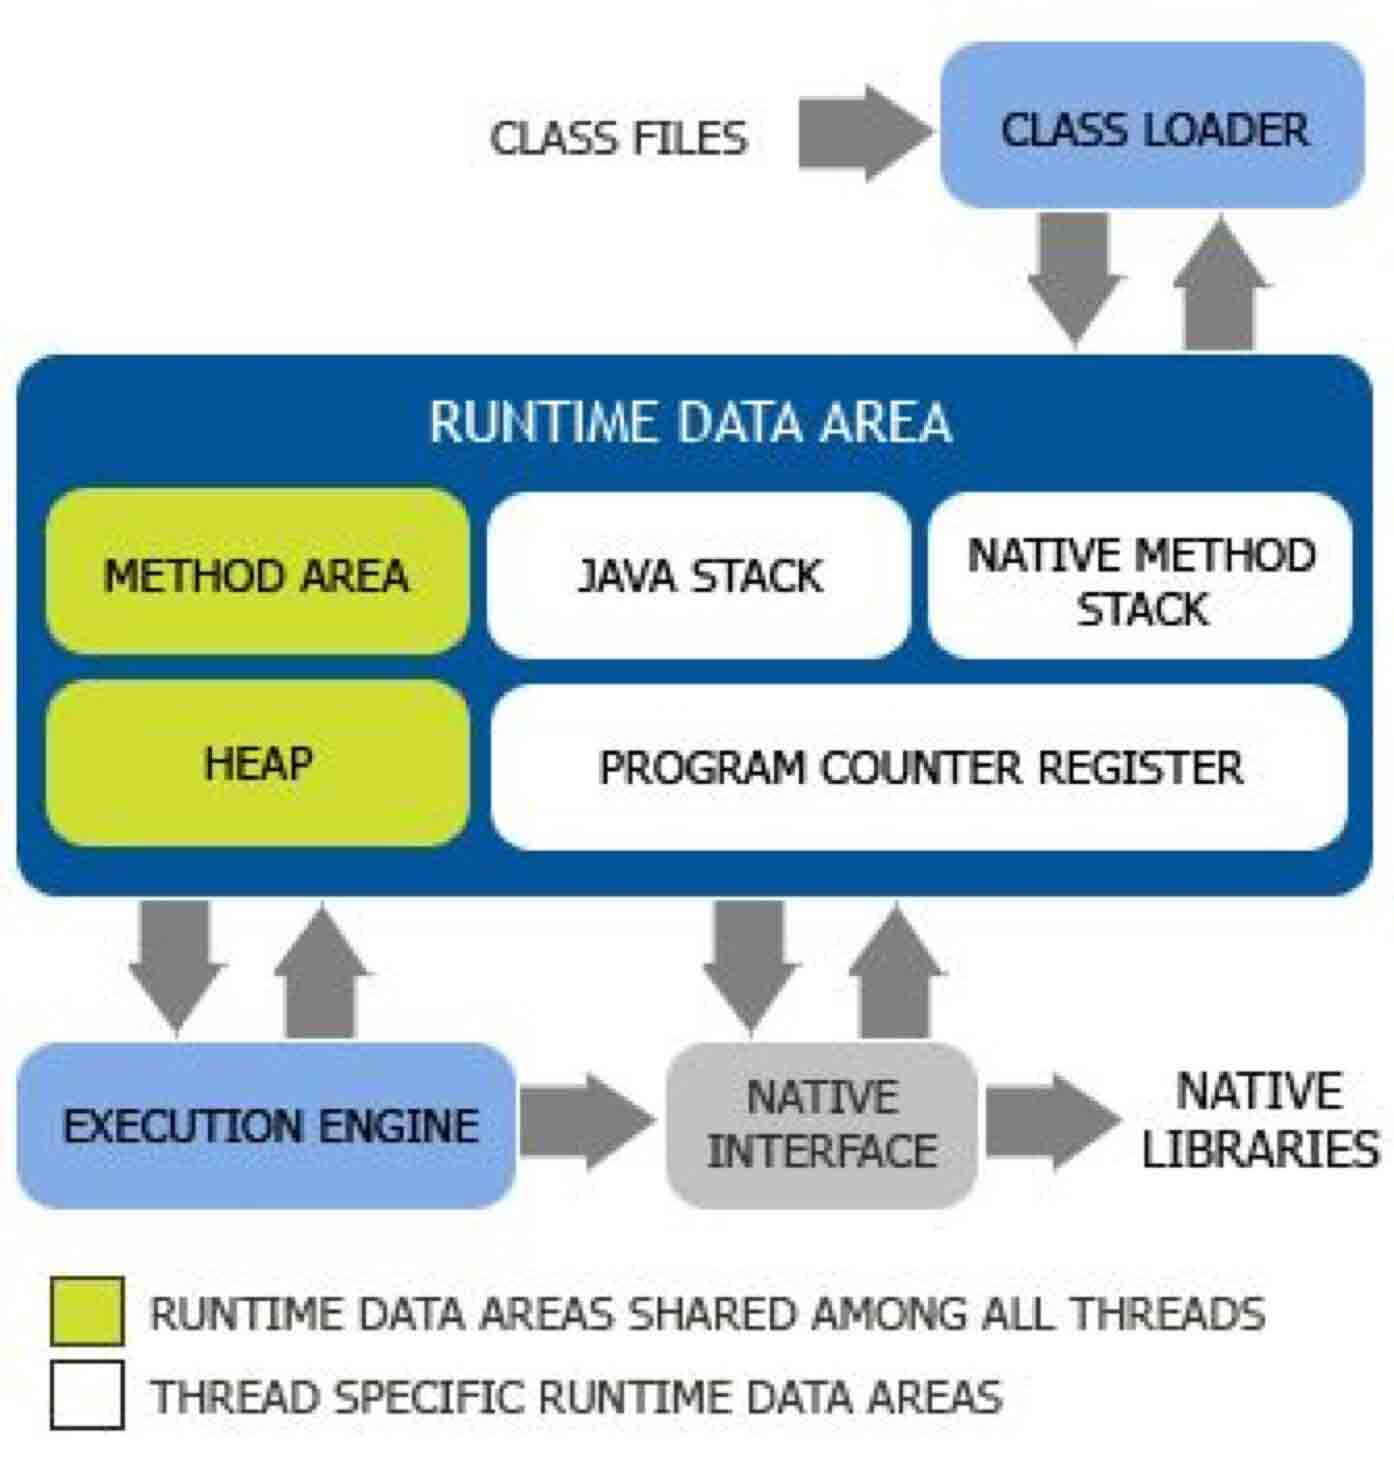 CLASS FILES
CLASS LOADER
RUNTIME DATA AREA
METHOD AREA
JAVA STACK
NATIVE METHOD
STACK
HEAP
PROGRAM COUNTER REGISTER
EXECUTION ENGINE
NATIVE
INTERFACE
NATIVE
LIBRARIES
RUNTIME DATA AREAS SHARED AMONG ALL THREADS
THREAD SPECIFIC RUNTIME DATA AREAS